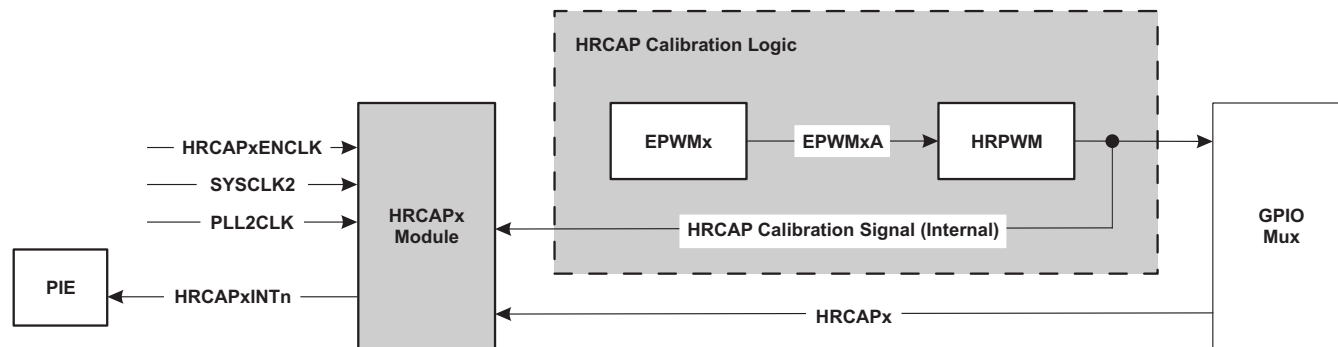 HRCAP Calibration Logic
EPWMx
EPWMxA
HRPWM
HRCAPxENCLK
SYSCLK2
PLL2CLK
HRCAPx
Module
HRCAP Calibration Signal (Internal)
GPIO
Mux
PIE
HRCAPxINTn
HRCAPx